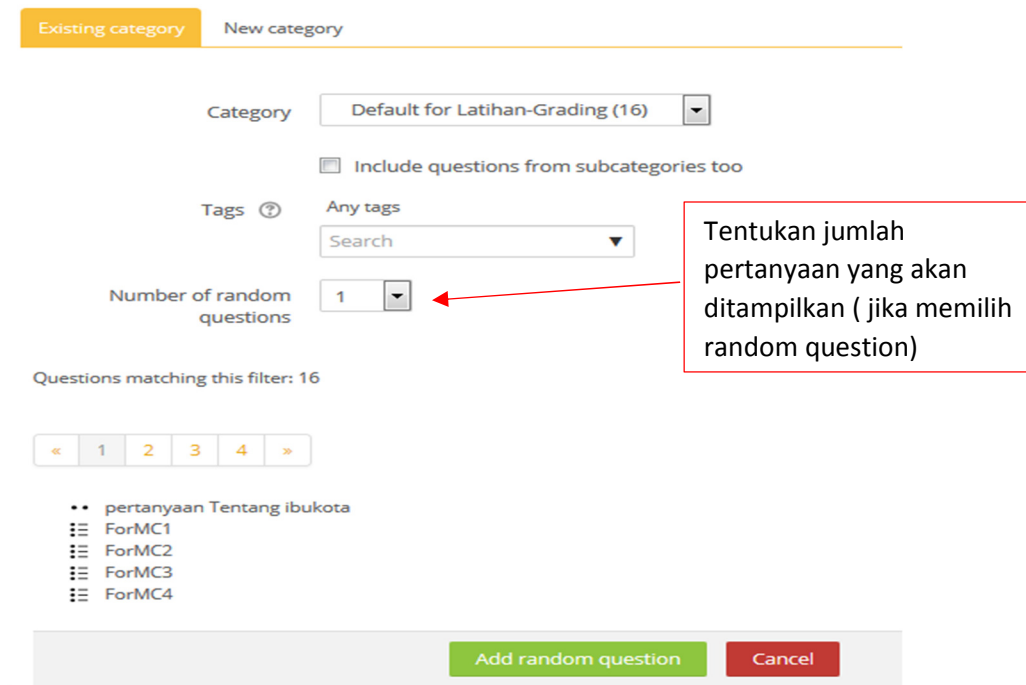 Existing category
New category
Category
Default for Latihan-Grading (16)
Include questions from subcategories too
Tags
Any tags
Search
Tentukan jumlah
pertanyaan yang akan
ditampilkan ( jika memilih
random question)
Number of random
questions
1
Questions matching this filter: 16
« 1 2 3 4 »
pertanyaan Tentang ibukota
ForMC1
ForMC2
ForMC3
ForMC4
Add random question
Cancel